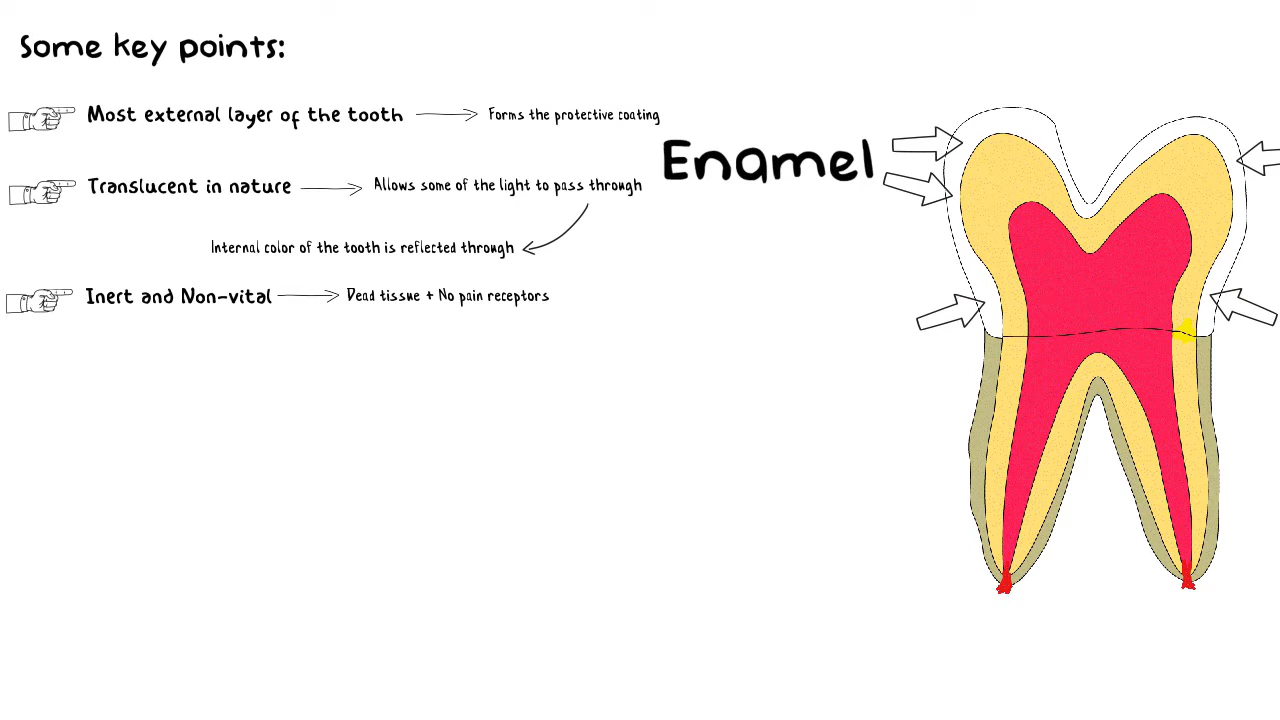 Some key points:
Most external layer of the tooth
Forms the protective coating
Enamel
Translucent in nature
Allows some of the light to pass through
Internal color of the tooth is reflected through
Inert and Non-vital
Dead tissue + No pain receptors